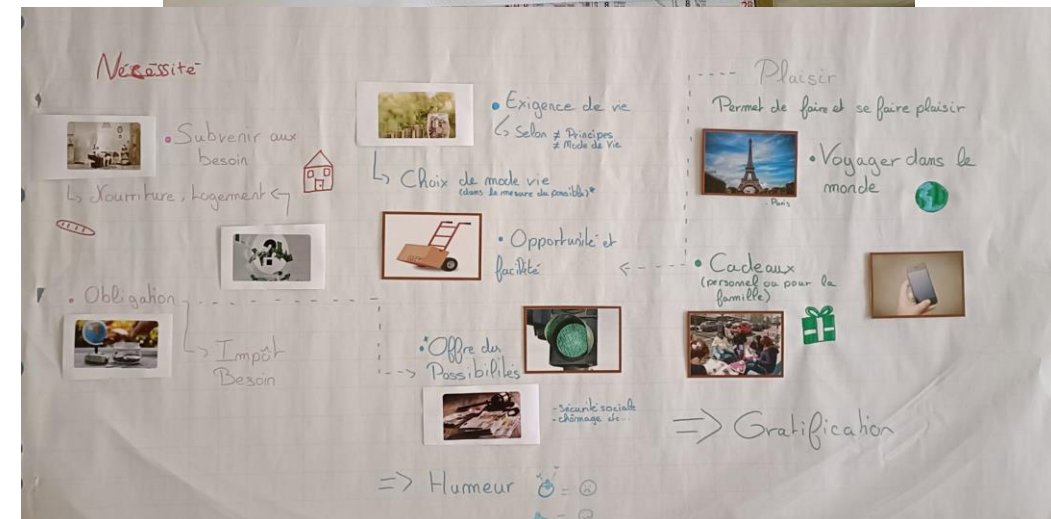 Nécessité
• Subvenir aux
besoin
↳ Nourriture, Logement
• Obligation
↳ Impôt
Besoin
• Exigence de vie
↳ Selon ≠ Principes
≠ Mode de Vie
↳ Choix de mode vie
(dans la mesure du possible)*
• Opportunité et
facilité
•*Offre des
Possibilités
- Sécurité sociale
- chômage etc...
=> Humeur
---- Plaisir
Permet de faire et se faire plaisir
• Voyager dans le
monde
- Paris
• Cadeaux
(personnel ou pour la
famille)
=> Gratification